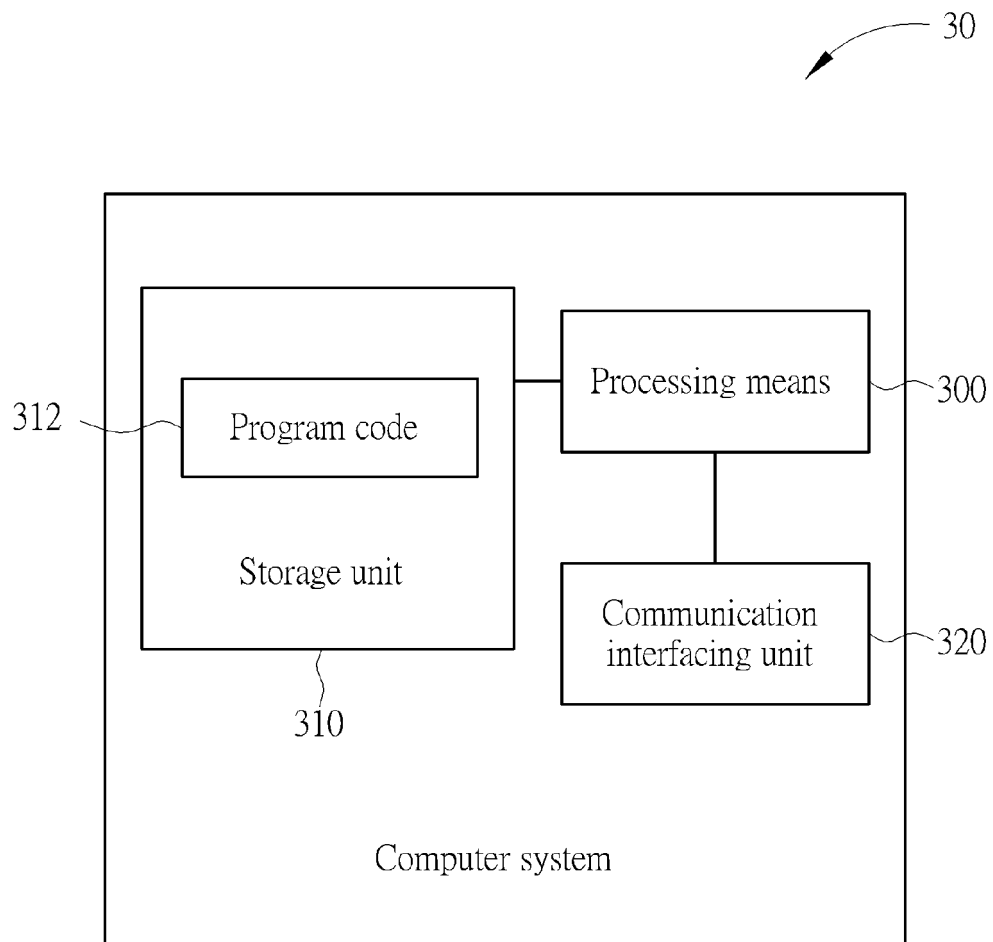 30
Processing means
300
312
Program code
Storage unit
310
Communication
interfacing unit
320
Computer system